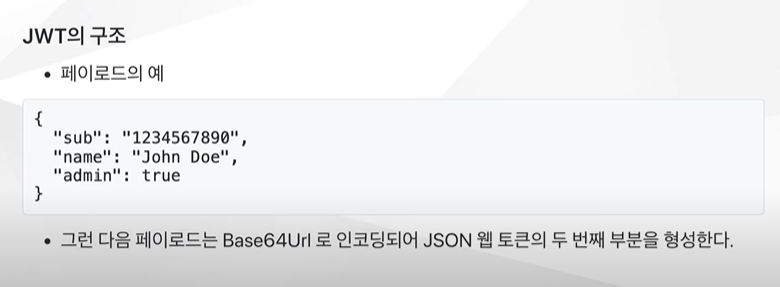 JWT의 구조
• 페이로드의 예
{
  "sub": "1234567890",
  "name": "John Doe",
  "admin": true
}
• 그런 다음 페이로드는 Base64Url 로 인코딩되어 JSON 웹 토큰의 두 번째 부분을 형성한다.